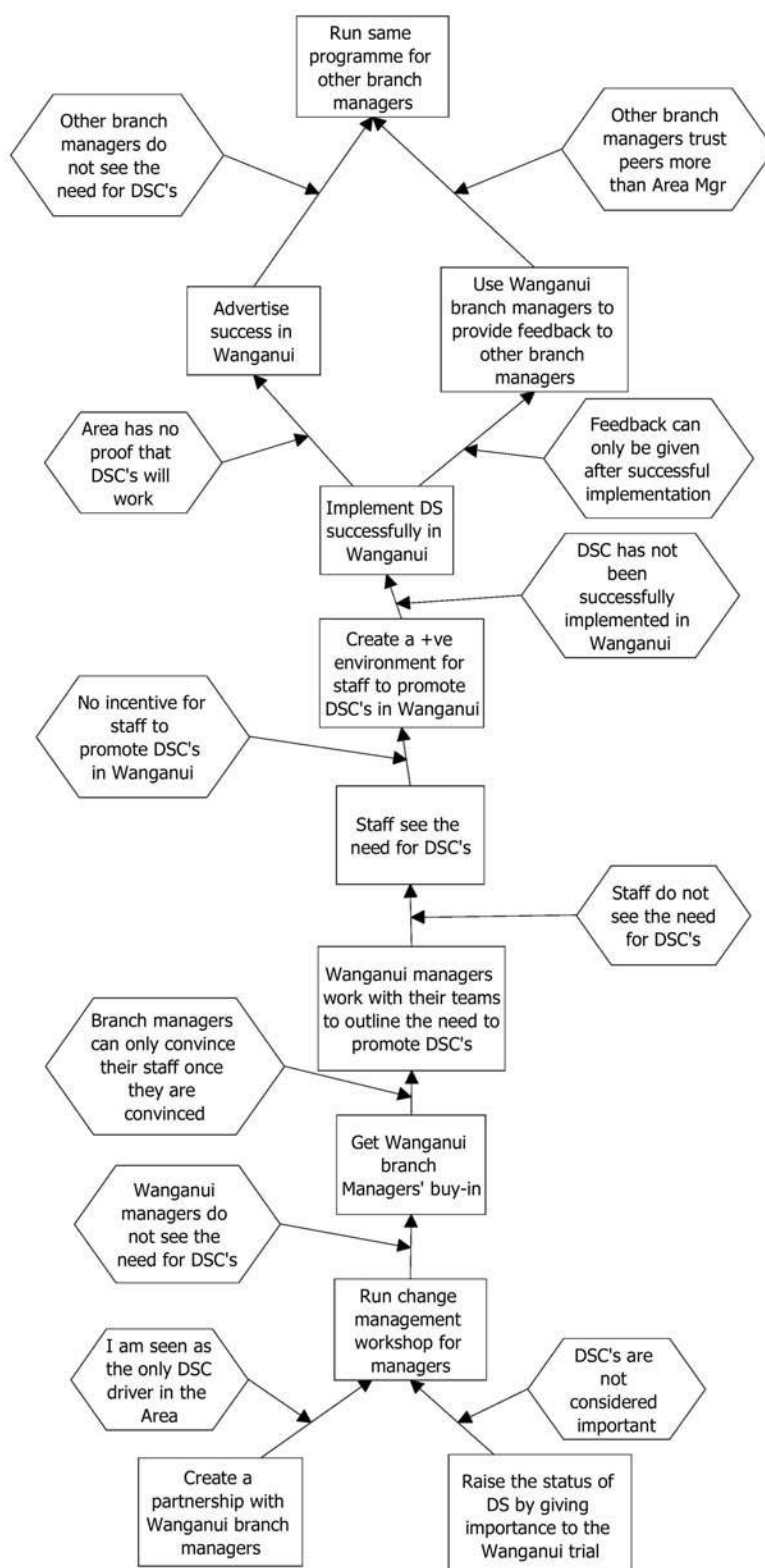 Run same
programme for
other branch
managers
Other branch
managers do
not see the
need for DSC's
Other branch
managers trust
peers more
than Area Mgr
Advertise
success in
Wanganui
Use Wanganui
branch managers to
provide feedback to
other branch
managers
Area has no
proof that
DSC's will
work
Feedback can
only be given
after successful
implementation
Implement DS
successfully in
Wanganui
DSC has not
been
successfully
implemented in
Wanganui
Create a +ve
environment for
staff to promote
DSC's in Wanganui
No incentive for
staff to
promote DSC's
in Wanganui
Staff see the
need for DSC's
Staff do not
see the need
for DSC's
Wanganui managers
work with their teams
to outline the need to
promote DSC's
Branch managers
can only convince
their staff once
they are
convinced
Get Wanganui
branch
Managers' buy-in
Wanganui
managers do
not see the
need for DSC's
Run change
management
workshop for
managers
I am seen as
the only DSC
driver in the
Area
DSC's are
not
considered
important
Create a
partnership with
Wanganui branch
managers
Raise the status of
DS by giving
importance to the
Wanganui trial